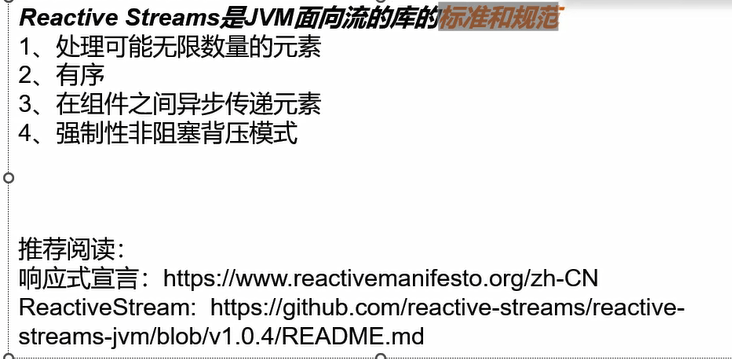 Reactive Streams是JVM面向流的库的标准和规范
1、处理可能无限数量的元素
2、有序
3、在组件之间异步传递元素
4、强制性非阻塞背压模式
推荐阅读：
响应式宣言：https://www.reactivemanifesto.org/zh-CN
ReactiveStream:  https://github.com/reactive-streams/reactive-
streams-jvm/blob/v1.0.4/README.md